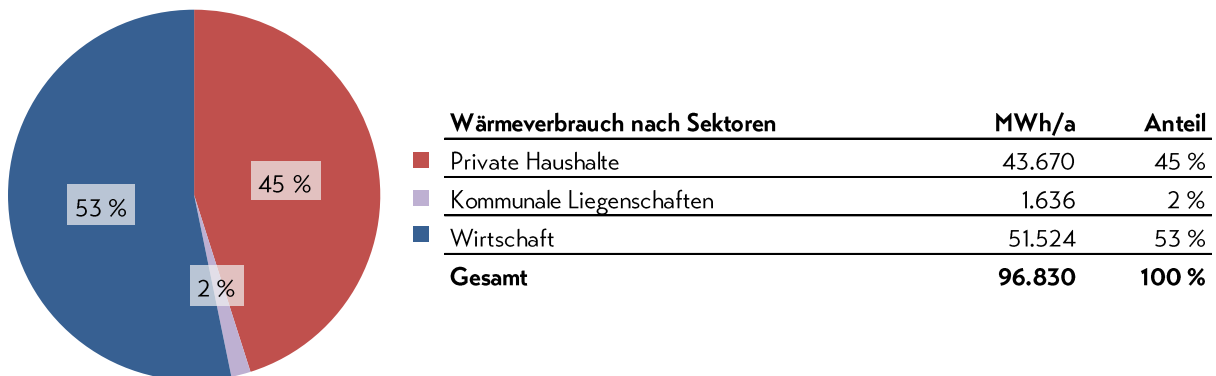 45 %
53 %
2 %
Wärmeverbrauch nach Sektoren MWh/a Anteil
Private Haushalte 43.670 45 %
Kommunale Liegenschaften 1.636 2 %
Wirtschaft 51.524 53 %
Gesamt 96.830 100 %